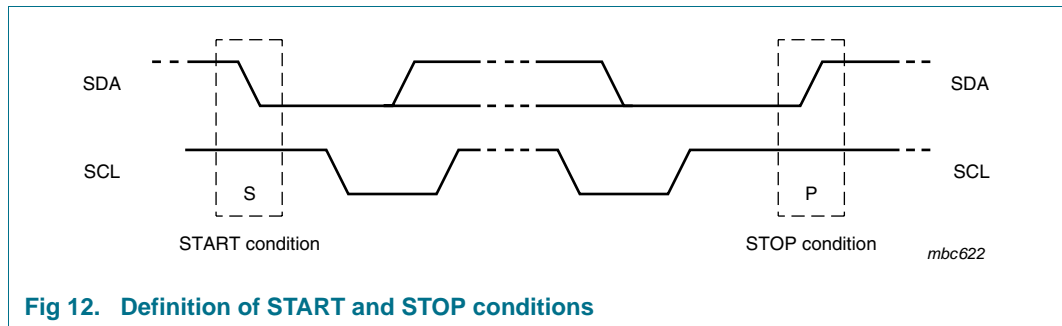 SDA SDA
SCL SCL
S P
START condition STOP condition
mbc622
Fig 12. Definition of START and STOP conditions